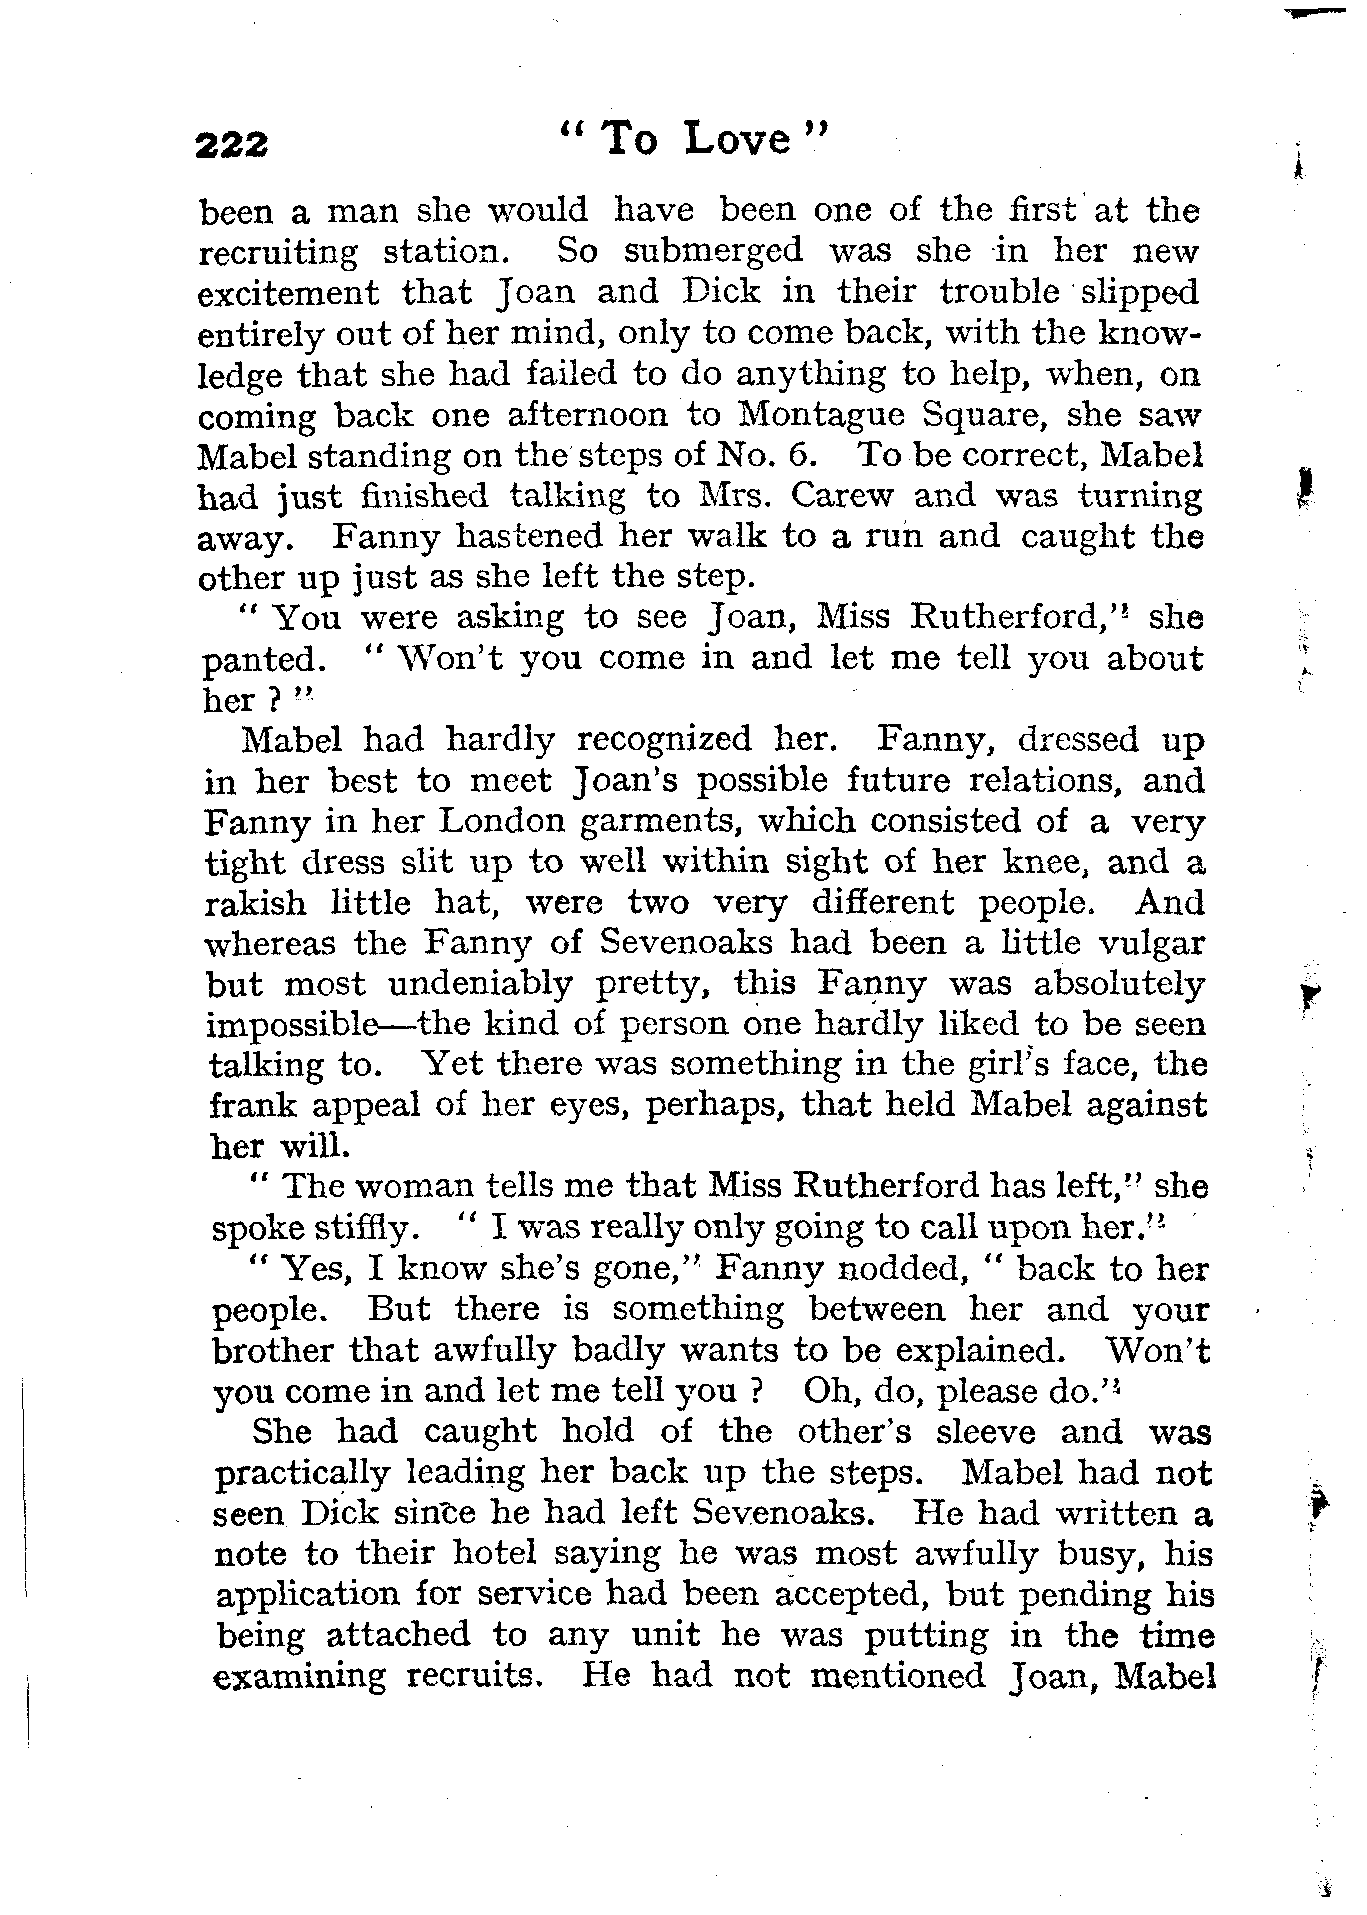 222 " To Love "
been a man she would have been one of the first at the
recruiting station. So submerged was she in her new
excitement that Joan and Dick in their trouble slipped
entirely out of her mind, only to come back, with the know-
ledge that she had failed to do anything to help, when, on
coming back one afternoon to Montague Square, she saw
Mabel standing on the steps of No. 6. To be correct, Mabel
had just finished talking to Mrs. Carew and was turning
away. Fanny hastened her walk to a run and caught the
other up just as she left the step.
" You were asking to see Joan, Miss Rutherford," she
panted. " Won't you come in and let me tell you about
her ? "
Mabel had hardly recognized her. Fanny, dressed up
in her best to meet Joan's possible future relations, and
Fanny in her London garments, which consisted of a very
tight dress slit up to well within sight of her knee, and a
rakish little hat, were two very different people. And
whereas the Fanny of Sevenoaks had been a little vulgar
but most undeniably pretty, this Fanny was absolutely
impossible—the kind of person one hardly liked to be seen
talking to. Yet there was something in the girl's face, the
frank appeal of her eyes, perhaps, that held Mabel against
her will.
" The woman tells me that Miss Rutherford has left," she
spoke stiffly. " I was really only going to call upon her."
" Yes, I know she's gone," Fanny nodded, " back to her
people. But there is something between her and your
brother that awfully badly wants to be explained. Won't
you come in and let me tell you ? Oh, do, please do."
She had caught hold of the other's sleeve and was
practically leading her back up the steps. Mabel had not
seen Dick since he had left Sevenoaks. He had written a
note to their hotel saying he was most awfully busy, his
application for service had been accepted, but pending his
being attached to any unit he was putting in the time
examining recruits. He had not mentioned Joan, Mabel